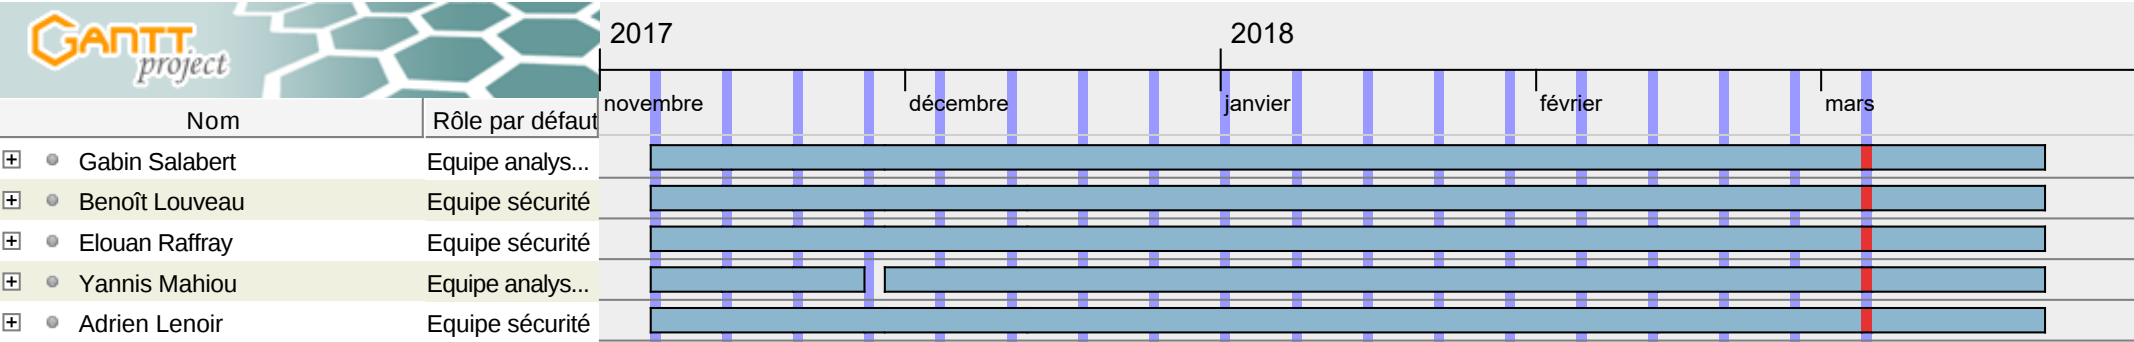 GANTT
project
2017 2018
novembre décembre janvier février mars
Nom Rôle par défaut
Gabin Salabert Equipe analys...
Benoît Louveau Equipe sécurité
Elouan Raffray Equipe sécurité
Yannis Mahiou Equipe analys...
Adrien Lenoir Equipe sécurité